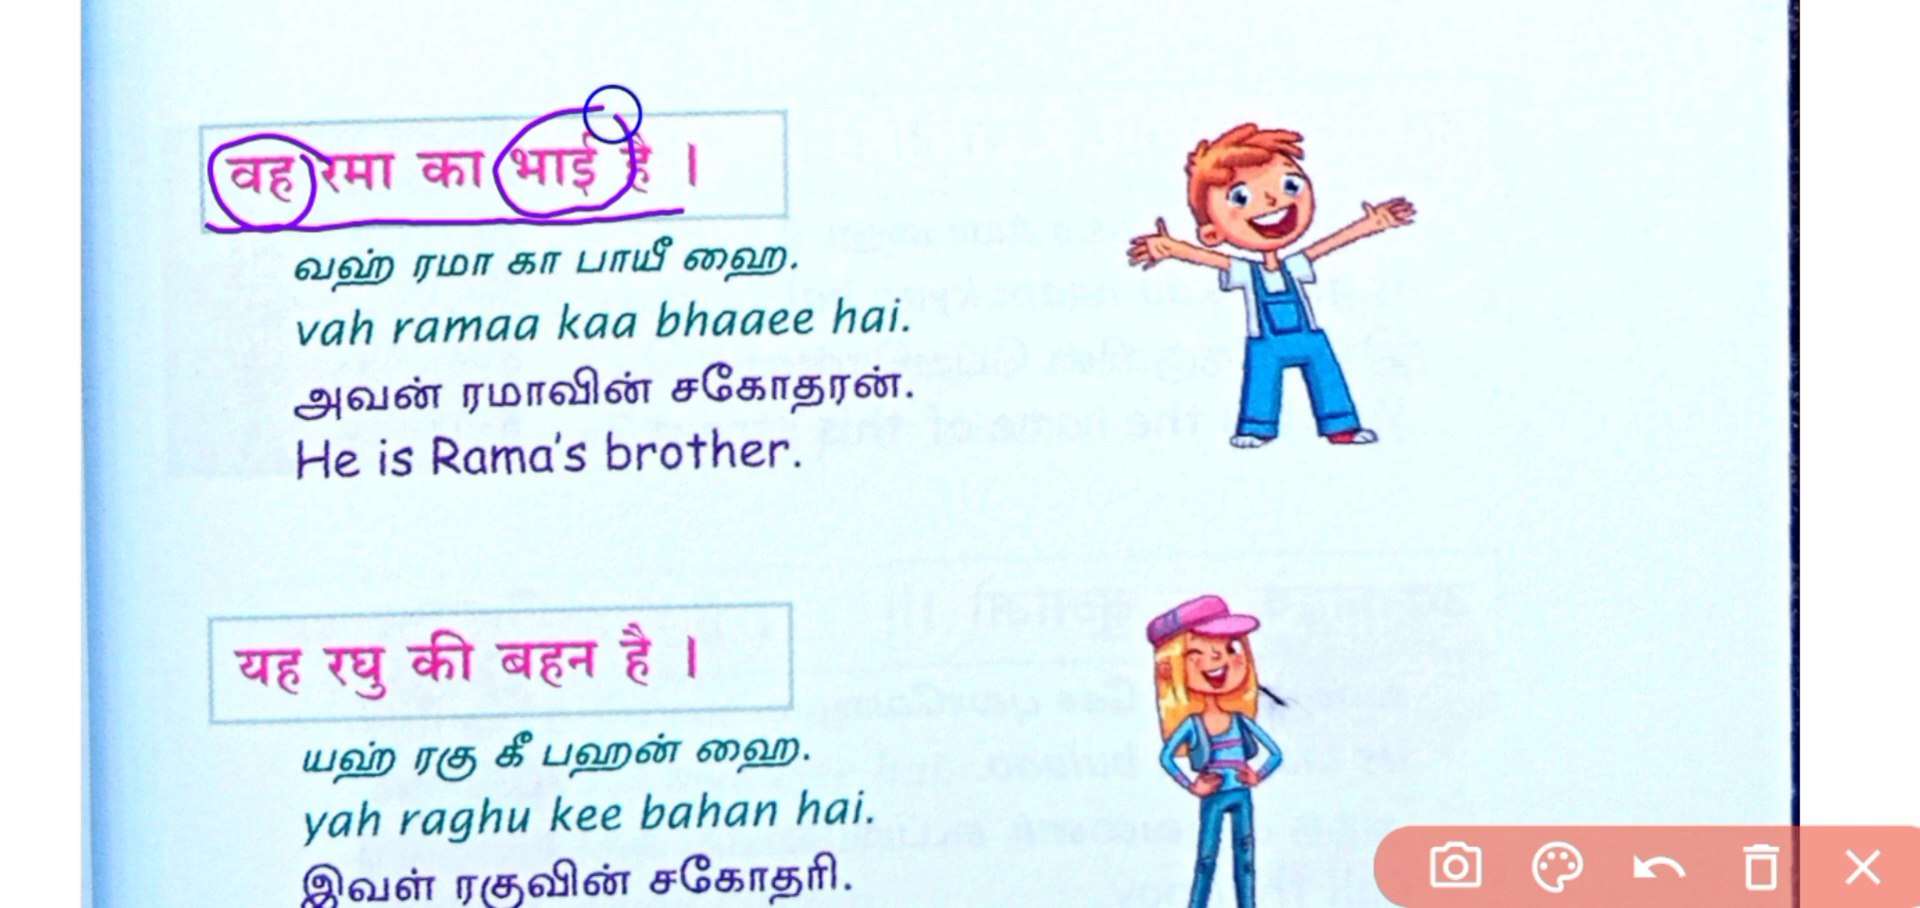 वह रमा का भाई है ।
வஹ் ரமா கா பாயீ ஹை.
vah ramaa kaa bhaaee hai.
அவன் ரமாவின் சகோதரன்.
He is Rama's brother.
यह रघु की बहन है ।
யஹ் ரகு கீ பஹன் ஹை.
yah raghu kee bahan hai.
இவள் ரகுவின் சகோதரி.